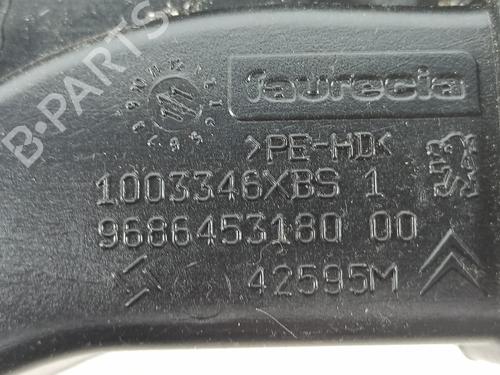 faurecia
>PE-HD<
1003346XBS 1
9686453180 00
42595M
B-PARTS